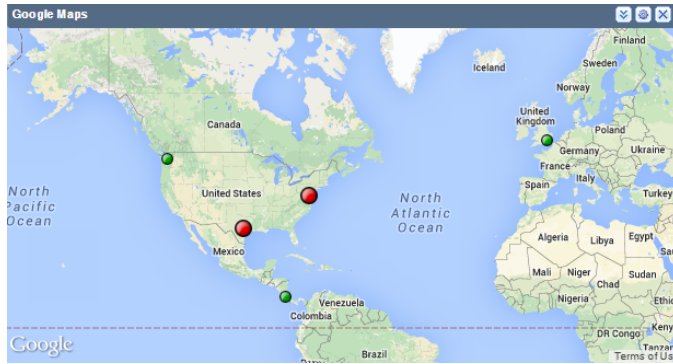 Google Maps
Finland
Iceland
Sweden
Norway
United
Kingdom
Canada
Poland
Germany
Ukraine
France
North
Pacific
Ocean
United States
North
Atlantic
Ocean
Italy
Spain
Turkey
Mexico
Algeria
Libya
Egypt
Mali
Niger
Chad
Sudan
Venezuela
Nigeria
Colombia
DR Congo
Brazil
Google
Terms of Us